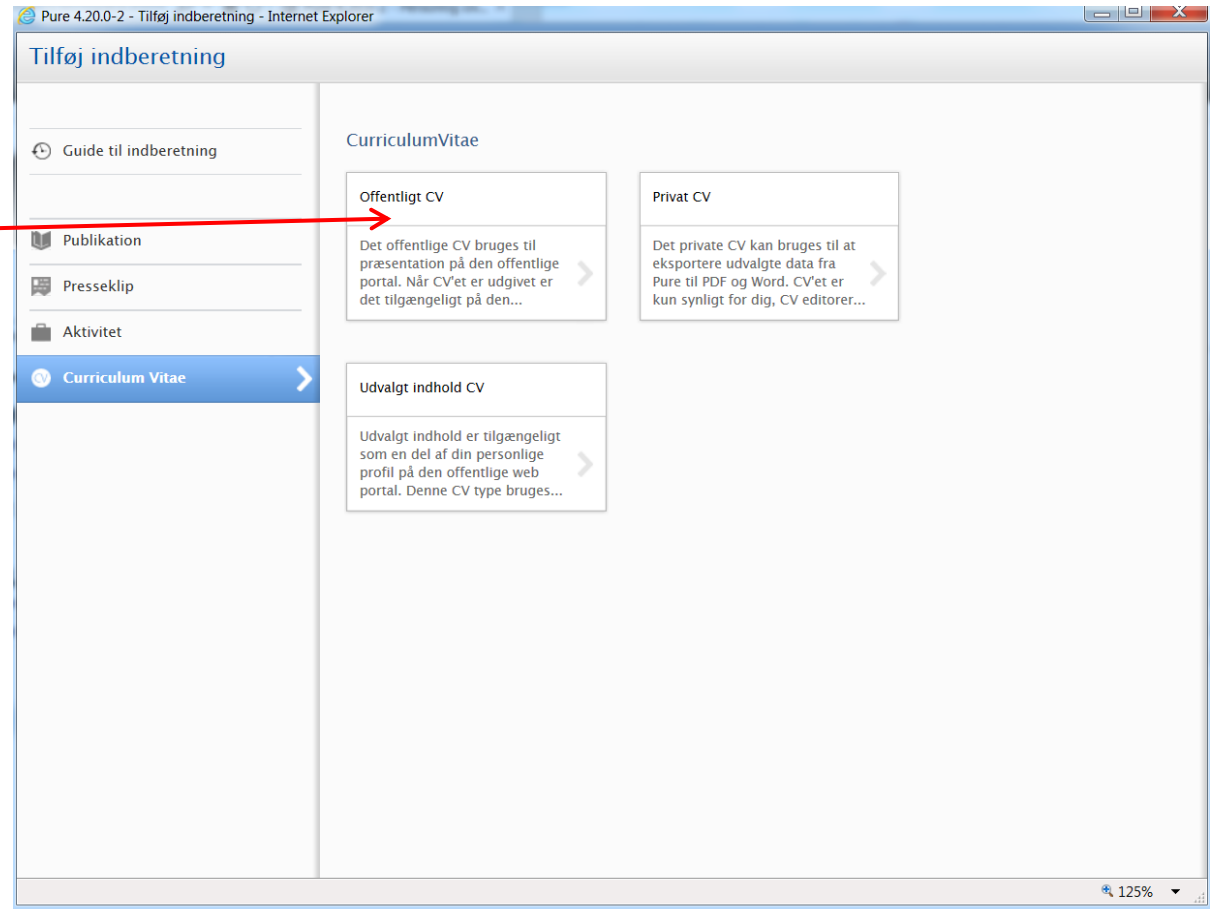 Pure 4.20.0-2 - Tilføj indberetning - Internet Explorer
Tilføj indberetning
Guide til indberetning
Publikation
Presseklip
Aktivitet
Curriculum Vitae
CurriculumVitae
Offentligt CV
Det offentlige CV bruges til
præsentation på den offentlige
portal. Når CV'et er udgivet er
det tilgængeligt på den...
Privat CV
Det private CV kan bruges til at
eksportere udvalgte data fra
Pure til PDF og Word. CV'et er
kun synligt for dig, CV editorer...
Udvalgt indhold CV
Udvalgt indhold er tilgængeligt
som en del af din personlige
profil på den offentlige web
portal. Denne CV type bruges...
125%